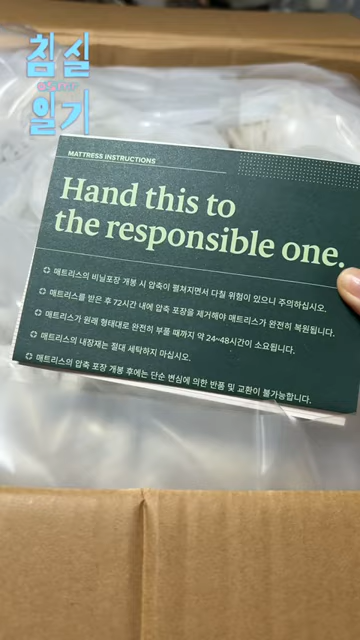 침실
일기
MATTRESS INSTRUCTIONS
Hand this to
the responsible one.
매트리스의 비닐포장 개봉 시 압축이 펼쳐지면서 다칠 위험이 있으니 주의하십시오.
매트리스를 받은 후 72시간 내에 압축 포장을 제거해야 매트리스가 완전히 복원됩니다.
매트리스가 원래 형태대로 완전히 부풀 때까지 약 24~48시간이 소요됩니다.
매트리스의 내장재는 절대 세탁하지 마십시오.
매트리스의 압축 포장 개봉 후에는 단순 변심에 의한 반품 및 교환이 불가능합니다.